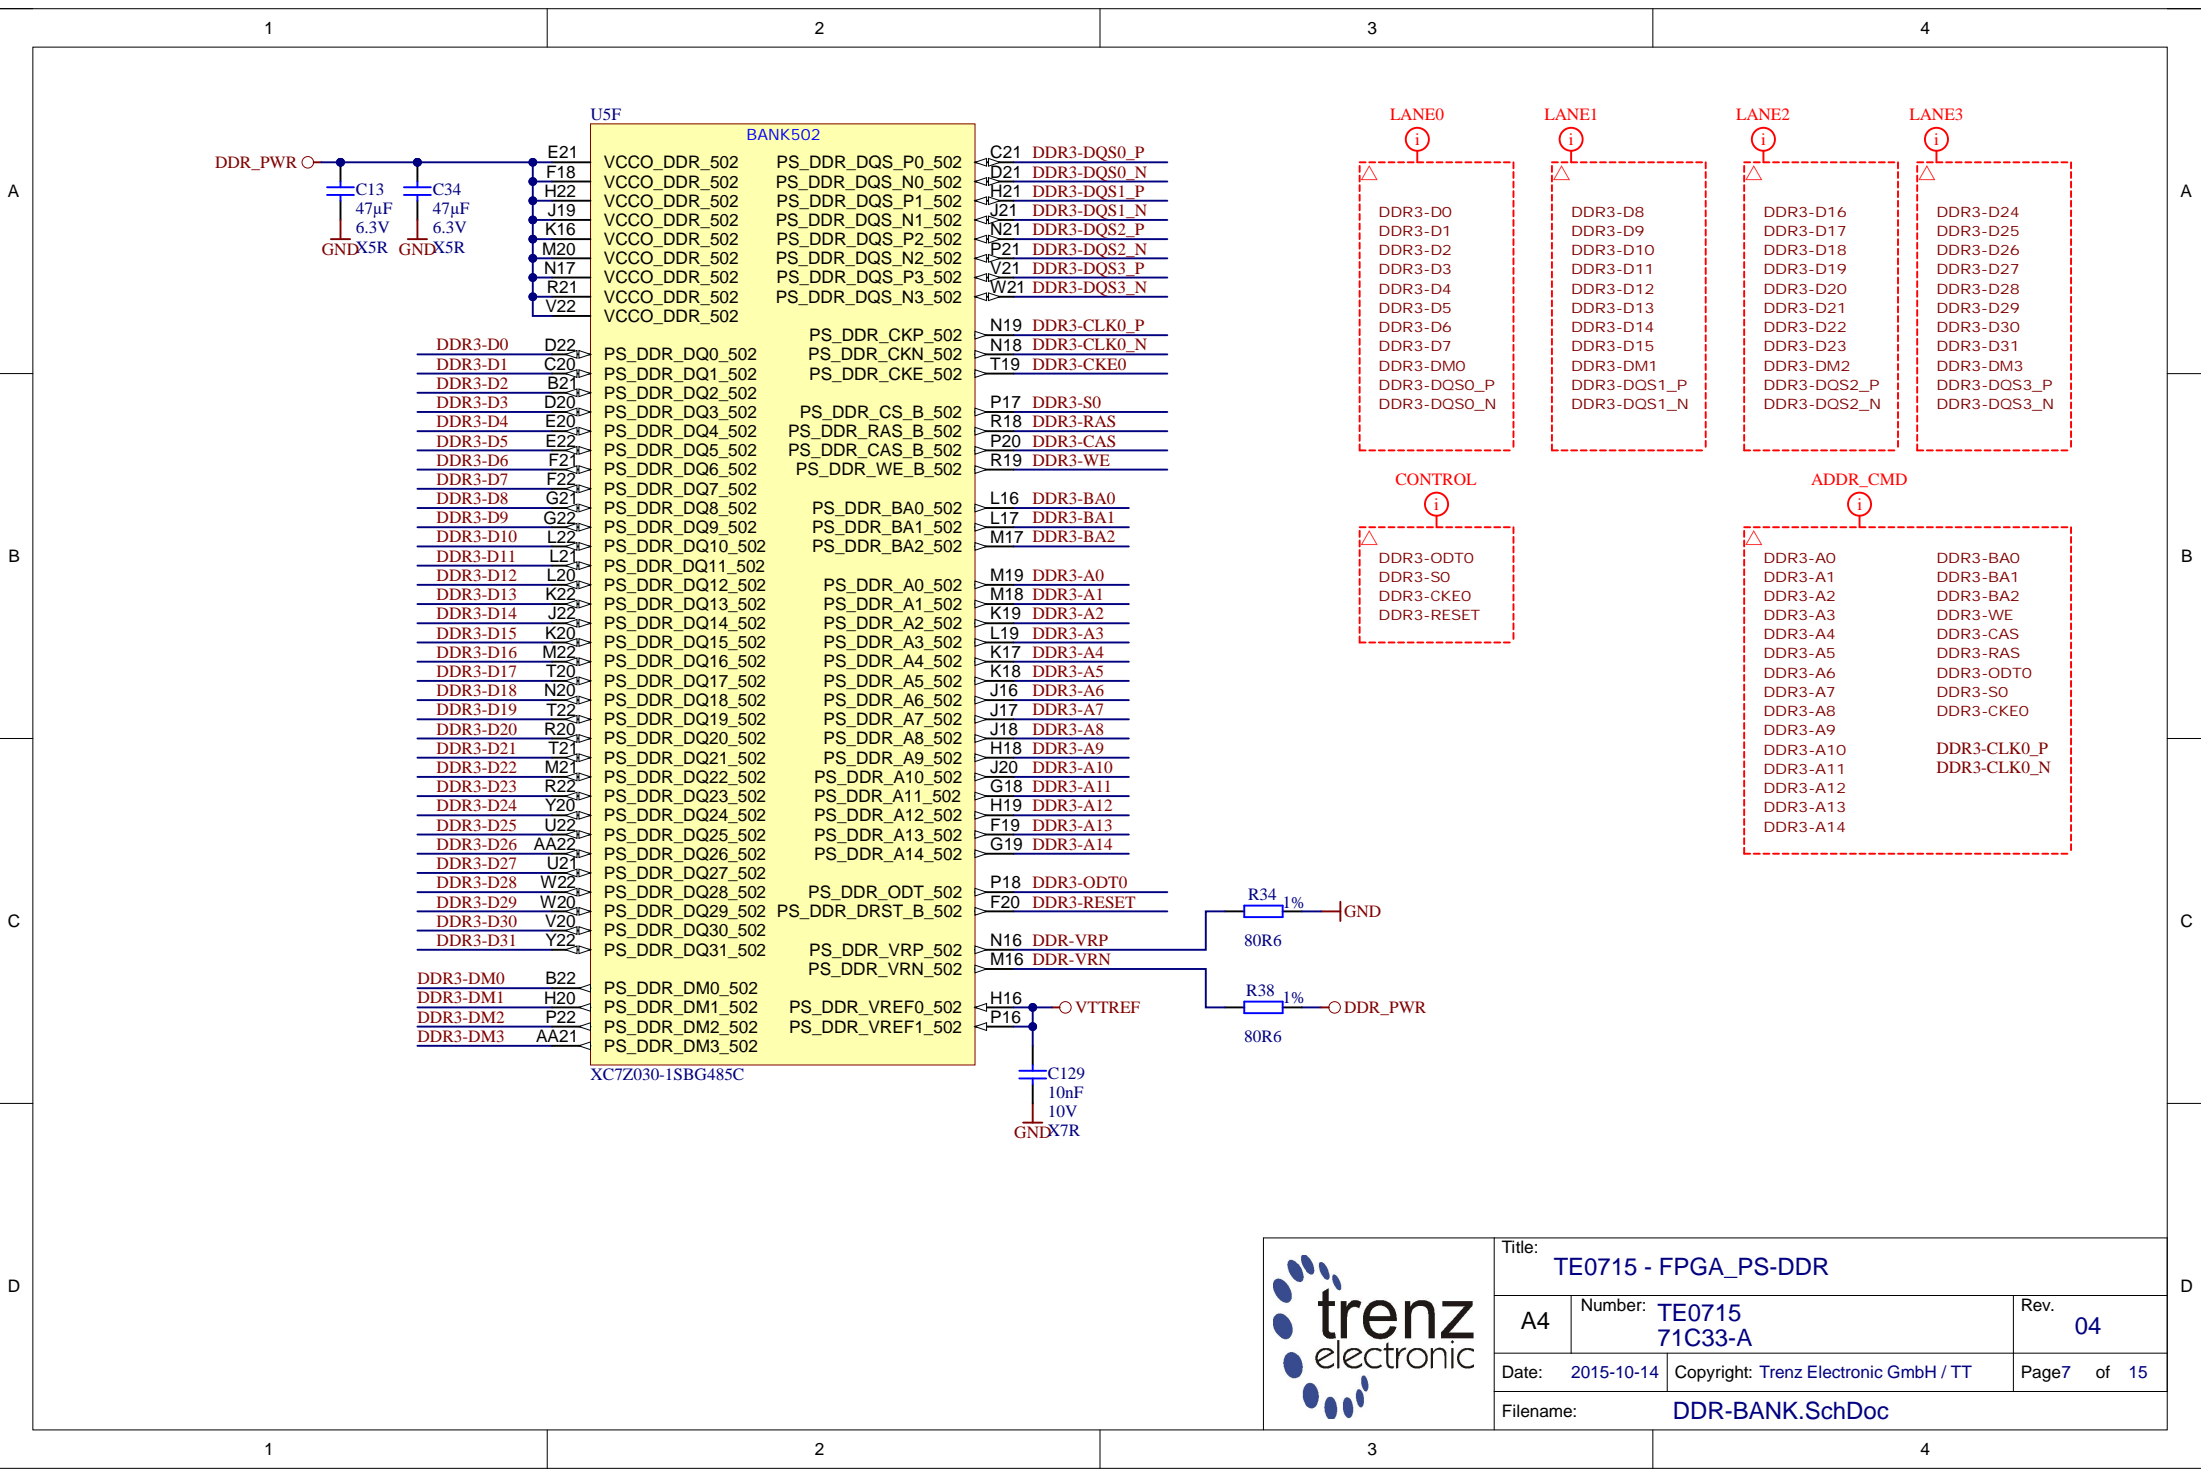 1 2 3 4
A A
B B
C C
D D
U5F
BANK502
DDR_PWR
C13
47µF
6.3V
X5R
GND
C34
47µF
6.3V
X5R
GND
E21 VCCO_DDR_502
F18 VCCO_DDR_502
H22 VCCO_DDR_502
J19 VCCO_DDR_502
K16 VCCO_DDR_502
M20 VCCO_DDR_502
N17 VCCO_DDR_502
R21 VCCO_DDR_502
V22 VCCO_DDR_502
DDR3-D0 D22 PS_DDR_DQ0_502
DDR3-D1 C20 PS_DDR_DQ1_502
DDR3-D2 B21 PS_DDR_DQ2_502
DDR3-D3 D20 PS_DDR_DQ3_502
DDR3-D4 E20 PS_DDR_DQ4_502
DDR3-D5 E22 PS_DDR_DQ5_502
DDR3-D6 F21 PS_DDR_DQ6_502
DDR3-D7 F22 PS_DDR_DQ7_502
DDR3-D8 G21 PS_DDR_DQ8_502
DDR3-D9 G22 PS_DDR_DQ9_502
DDR3-D10 L22 PS_DDR_DQ10_502
DDR3-D11 L21 PS_DDR_DQ11_502
DDR3-D12 L20 PS_DDR_DQ12_502
DDR3-D13 K22 PS_DDR_DQ13_502
DDR3-D14 J22 PS_DDR_DQ14_502
DDR3-D15 K20 PS_DDR_DQ15_502
DDR3-D16 M22 PS_DDR_DQ16_502
DDR3-D17 T20 PS_DDR_DQ17_502
DDR3-D18 N20 PS_DDR_DQ18_502
DDR3-D19 T22 PS_DDR_DQ19_502
DDR3-D20 R20 PS_DDR_DQ20_502
DDR3-D21 T21 PS_DDR_DQ21_502
DDR3-D22 M21 PS_DDR_DQ22_502
DDR3-D23 R22 PS_DDR_DQ23_502
DDR3-D24 Y20 PS_DDR_DQ24_502
DDR3-D25 U22 PS_DDR_DQ25_502
DDR3-D26 AA22 PS_DDR_DQ26_502
DDR3-D27 U21 PS_DDR_DQ27_502
DDR3-D28 W22 PS_DDR_DQ28_502
DDR3-D29 W20 PS_DDR_DQ29_502
DDR3-D30 V20 PS_DDR_DQ30_502
DDR3-D31 Y22 PS_DDR_DQ31_502
DDR3-DM0 B22 PS_DDR_DM0_502
DDR3-DM1 H20 PS_DDR_DM1_502
DDR3-DM2 P22 PS_DDR_DM2_502
DDR3-DM3 AA21 PS_DDR_DM3_502
PS_DDR_DQS_P0_502 C21 DDR3-DQS0_P
PS_DDR_DQS_N0_502 D21 DDR3-DQS0_N
PS_DDR_DQS_P1_502 H21 DDR3-DQS1_P
PS_DDR_DQS_N1_502 J21 DDR3-DQS1_N
PS_DDR_DQS_P2_502 N21 DDR3-DQS2_P
PS_DDR_DQS_N2_502 P21 DDR3-DQS2_N
PS_DDR_DQS_P3_502 V21 DDR3-DQS3_P
PS_DDR_DQS_N3_502 W21 DDR3-DQS3_N
PS_DDR_CKP_502 N19 DDR3-CLK0_P
PS_DDR_CKN_502 N18 DDR3-CLK0_N
PS_DDR_CKE_502 T19 DDR3-CKE0
PS_DDR_CS_B_502 P17 DDR3-S0
PS_DDR_RAS_B_502 R18 DDR3-RAS
PS_DDR_CAS_B_502 P20 DDR3-CAS
PS_DDR_WE_B_502 R19 DDR3-WE
PS_DDR_BA0_502 L16 DDR3-BA0
PS_DDR_BA1_502 L17 DDR3-BA1
PS_DDR_BA2_502 M17 DDR3-BA2
PS_DDR_A0_502 M19 DDR3-A0
PS_DDR_A1_502 M18 DDR3-A1
PS_DDR_A2_502 K19 DDR3-A2
PS_DDR_A3_502 L19 DDR3-A3
PS_DDR_A4_502 K17 DDR3-A4
PS_DDR_A5_502 K18 DDR3-A5
PS_DDR_A6_502 J16 DDR3-A6
PS_DDR_A7_502 J17 DDR3-A7
PS_DDR_A8_502 J18 DDR3-A8
PS_DDR_A9_502 H18 DDR3-A9
PS_DDR_A10_502 J20 DDR3-A10
PS_DDR_A11_502 G18 DDR3-A11
PS_DDR_A12_502 H19 DDR3-A12
PS_DDR_A13_502 F19 DDR3-A13
PS_DDR_A14_502 G19 DDR3-A14
PS_DDR_ODT_502 P18 DDR3-ODT0
PS_DDR_DRST_B_502 F20 DDR3-RESET
PS_DDR_VRP_502 N16 DDR-VRP
PS_DDR_VRN_502 M16 DDR-VRN
PS_DDR_VREF0_502 H16 VTTREF
PS_DDR_VREF1_502 P16
XC7Z030-1SBG485C
R34 1% GND
80R6
R38 1% DDR_PWR
80R6
C129
10nF
10V
X7R
GND
LANE0
i
DDR3-D0
DDR3-D1
DDR3-D2
DDR3-D3
DDR3-D4
DDR3-D5
DDR3-D6
DDR3-D7
DDR3-DM0
DDR3-DQS0_P
DDR3-DQS0_N
LANE1
i
DDR3-D8
DDR3-D9
DDR3-D10
DDR3-D11
DDR3-D12
DDR3-D13
DDR3-D14
DDR3-D15
DDR3-DM1
DDR3-DQS1_P
DDR3-DQS1_N
LANE2
i
DDR3-D16
DDR3-D17
DDR3-D18
DDR3-D19
DDR3-D20
DDR3-D21
DDR3-D22
DDR3-D23
DDR3-DM2
DDR3-DQS2_P
DDR3-DQS2_N
LANE3
i
DDR3-D24
DDR3-D25
DDR3-D26
DDR3-D27
DDR3-D28
DDR3-D29
DDR3-D30
DDR3-D31
DDR3-DM3
DDR3-DQS3_P
DDR3-DQS3_N
CONTROL
i
DDR3-ODT0
DDR3-S0
DDR3-CKE0
DDR3-RESET
ADDR_CMD
i
DDR3-A0
DDR3-A1
DDR3-A2
DDR3-A3
DDR3-A4
DDR3-A5
DDR3-A6
DDR3-A7
DDR3-A8
DDR3-A9
DDR3-A10
DDR3-A11
DDR3-A12
DDR3-A13
DDR3-A14
DDR3-BA0
DDR3-BA1
DDR3-BA2
DDR3-WE
DDR3-CAS
DDR3-RAS
DDR3-ODT0
DDR3-S0
DDR3-CKE0
DDR3-CLK0_P
DDR3-CLK0_N
trenz
electronic
Title:
TE0715 - FPGA_PS-DDR
A4
Number: TE0715
71C33-A
Rev.
04
Date: 2015-10-14
Copyright: Trenz Electronic GmbH / TT
Page7 of 15
Filename: DDR-BANK.SchDoc
1 2 3 4